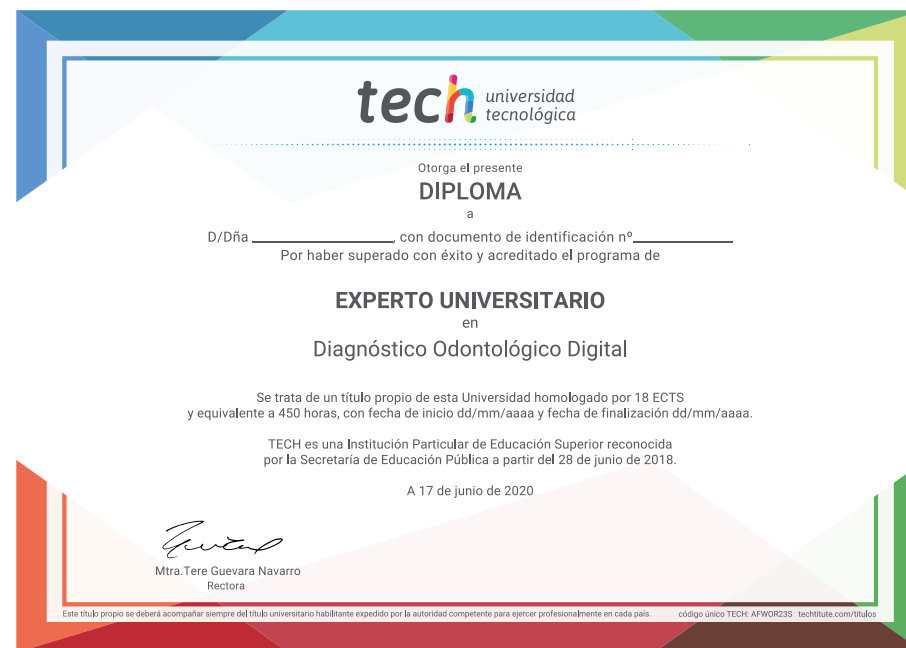 tech universidad
tecnológica
Otorga el presente
DIPLOMA
a
D/Dña ____________________, con documento de identificación nº______________
Por haber superado con éxito y acreditado el programa de
EXPERTO UNIVERSITARIO
en
Diagnóstico Odontológico Digital
Se trata de un título propio de esta Universidad homologado por 18 ECTS
y equivalente a 450 horas, con fecha de inicio dd/mm/aaaa y fecha de finalización dd/mm/aaaa.
TECH es una Institución Particular de Educación Superior reconocida
por la Secretaría de Educación Pública a partir del 28 de junio de 2018.
A 17 de junio de 2020
Mtra.Tere Guevara Navarro
Rectora
Este título propio se deberá acompañar siempre del título universitario habilitante expedido por la autoridad competente para ejercer profesionalmente en cada país. código único TECH: AFWOR23S techtitute.com/titulos